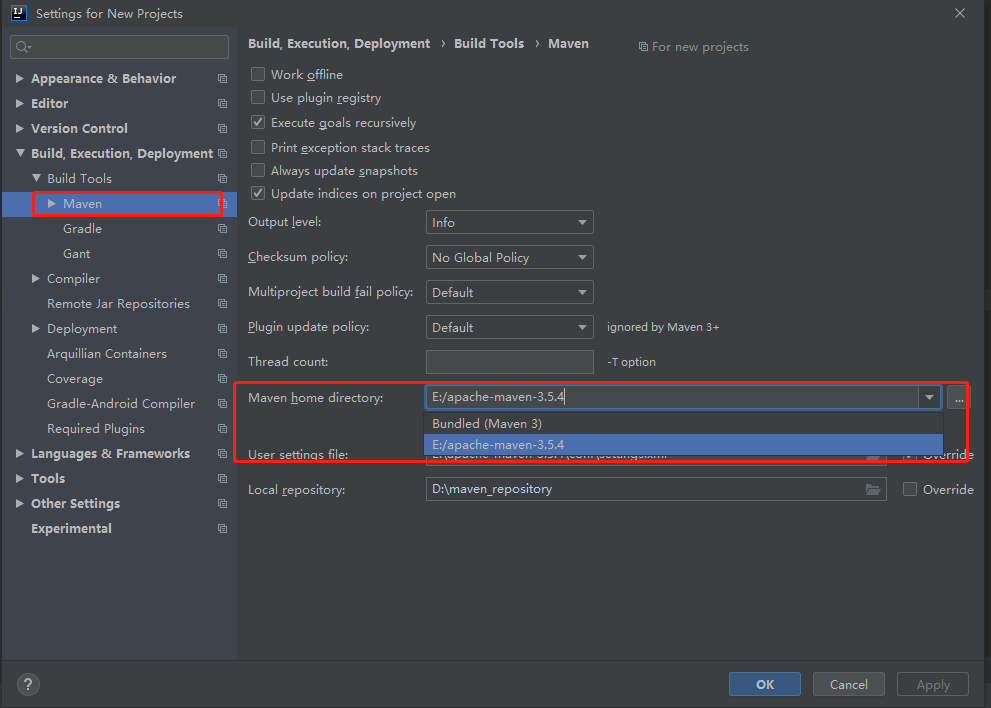 Settings for New Projects
Appearance & Behavior
Editor
Version Control
Build, Execution, Deployment
Build Tools
Maven
Gradle
Gant
Compiler
Remote Jar Repositories
Deployment
Arquillian Containers
Coverage
Gradle-Android Compiler
Required Plugins
Languages & Frameworks
Tools
Other Settings
Experimental
Build, Execution, Deployment › Build Tools › Maven For new projects
Work offline
Use plugin registry
Execute goals recursively
Print exception stack traces
Always update snapshots
Update indices on project open
Output level: Info
Checksum policy: No Global Policy
Multiproject build fail policy: Default
Plugin update policy: Default ignored by Maven 3+
Thread count: -T option
Maven home directory: E:/apache-maven-3.5.4 ...
Bundled (Maven 3)
E:/apache-maven-3.5.4
User settings file: Override
Local repository: D:\maven_repository Override
? OK Cancel Apply